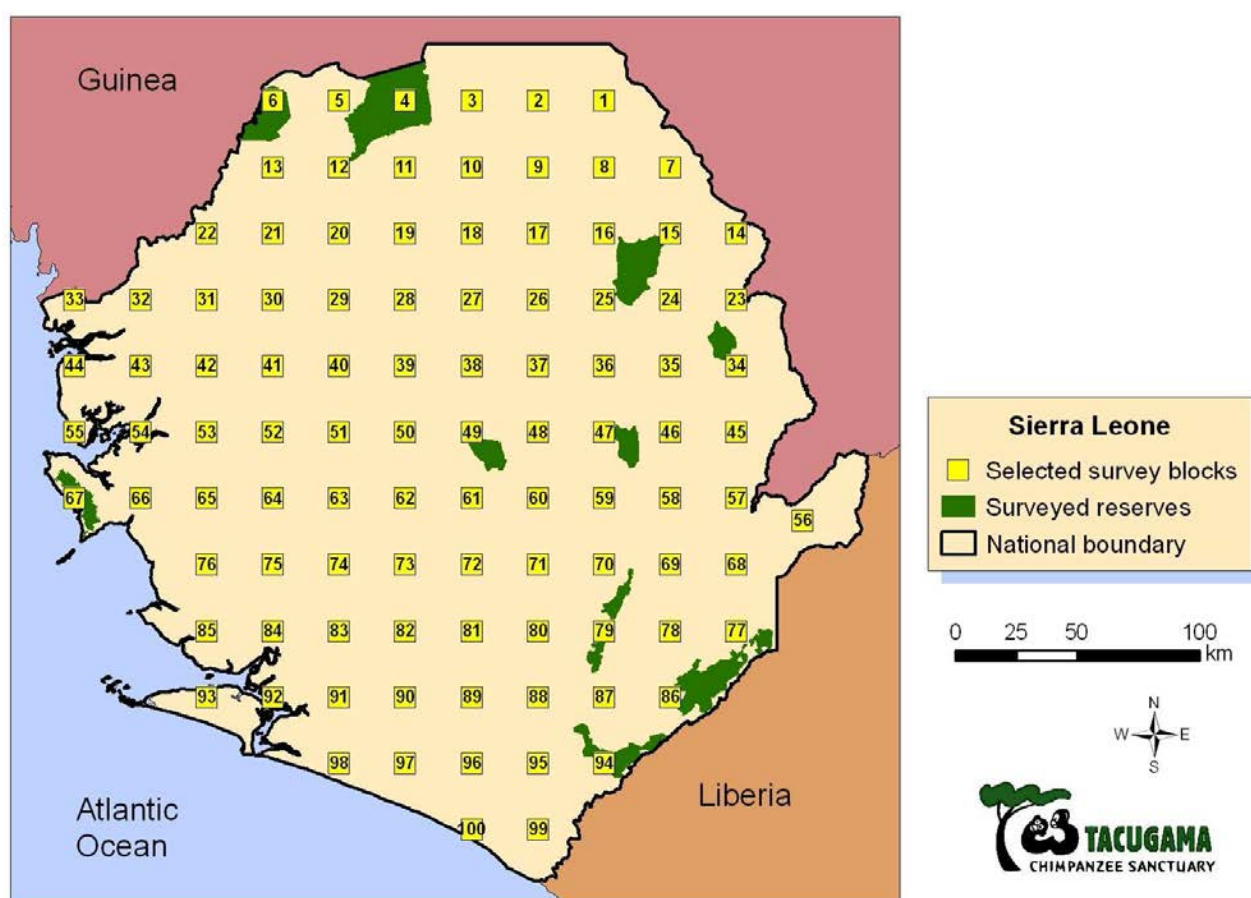 Guinea
6 5 4 3 2 1
13 12 11 10 9 8 7
22 21 20 19 18 17 16 15 14
33 32 31 30 29 28 27 26 25 24 23
44 43 42 41 40 39 38 37 36 35 34
55 54 53 52 51 50 49 48 47 46 45
67 66 65 64 63 62 61 60 59 58 57
56
76 75 74 73 72 71 70 69 68
85 84 83 82 81 80 79 78 77
93 92 91 90 89 88 87 86
98 97 96 95 94
100 99
Atlantic
Ocean
Liberia
Sierra Leone
Selected survey blocks
Surveyed reserves
National boundary
0 25 50 100
km
N
W E
S
TACUGAMA
CHIMPANZEE SANCTUARY